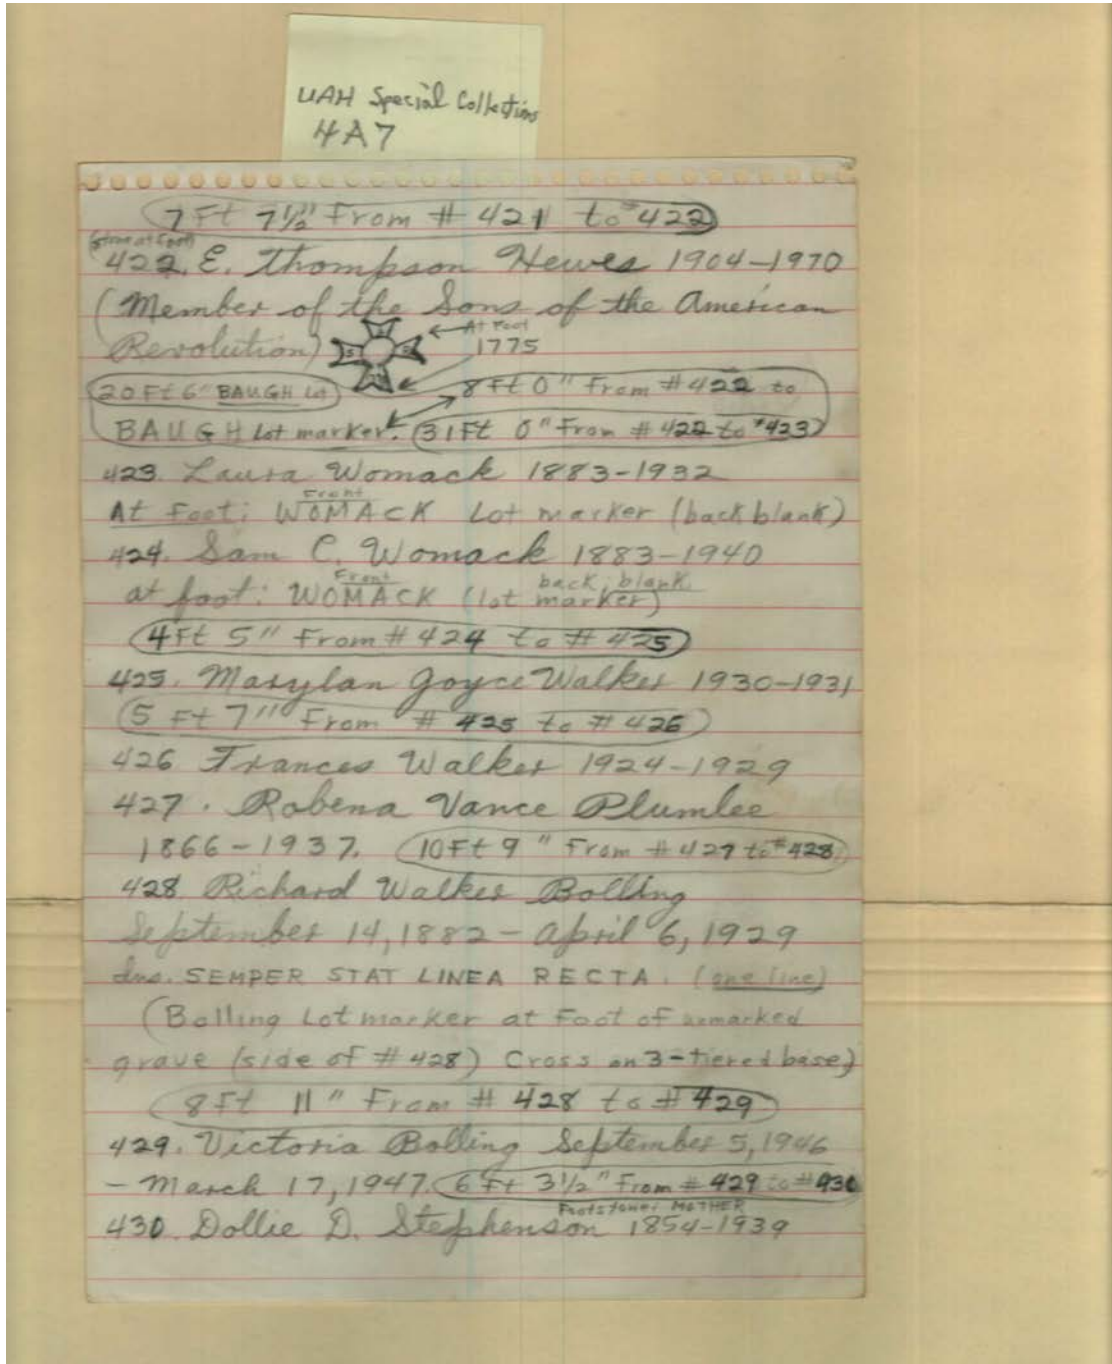 UAH Special Collections
4A7
7 Ft 7½" From # 421 to #422
(stone at foot)
422. E. Thompson Hewes 1904-1970
(Member of the Sons of the American
At Foot
Revolution) 1775
20 Ft 6" BAUGH Lot 8 Ft 0" From #422 to
BAUGH Lot marker. 31 Ft 0" From #422 to #423
423. Laura Womack 1883-1932
Front
At Foot: WOMACK Lot marker (back blank)
424. Sam C. Womack 1883-1940
Front back: blank
at foot: WOMACK (lot marker)
4 Ft 5" From #424 to #425
425. Marylan Joyce Walker 1930-1931
5 Ft 7" From # 425 to #426
426 Frances Walker 1924-1929
427. Robena Vance Plumlee
1866-1937. 10 Ft 9" From #427 to #428
428 Richard Walker Bolling
September 14, 1882 - April 6, 1929
Ins. SEMPER STAT LINEA RECTA. (one line)
(Bolling Lot marker at Foot of unmarked
grave (side of #428) Cross on 3-tiered base)
8 Ft 11" From # 428 to #429
429. Victoria Bolling September 5, 1946
- March 17, 1947. 6 Ft 3½" From #429 to #430
Footstone: MOTHER
430. Dollie D. Stephenson 1854-1939